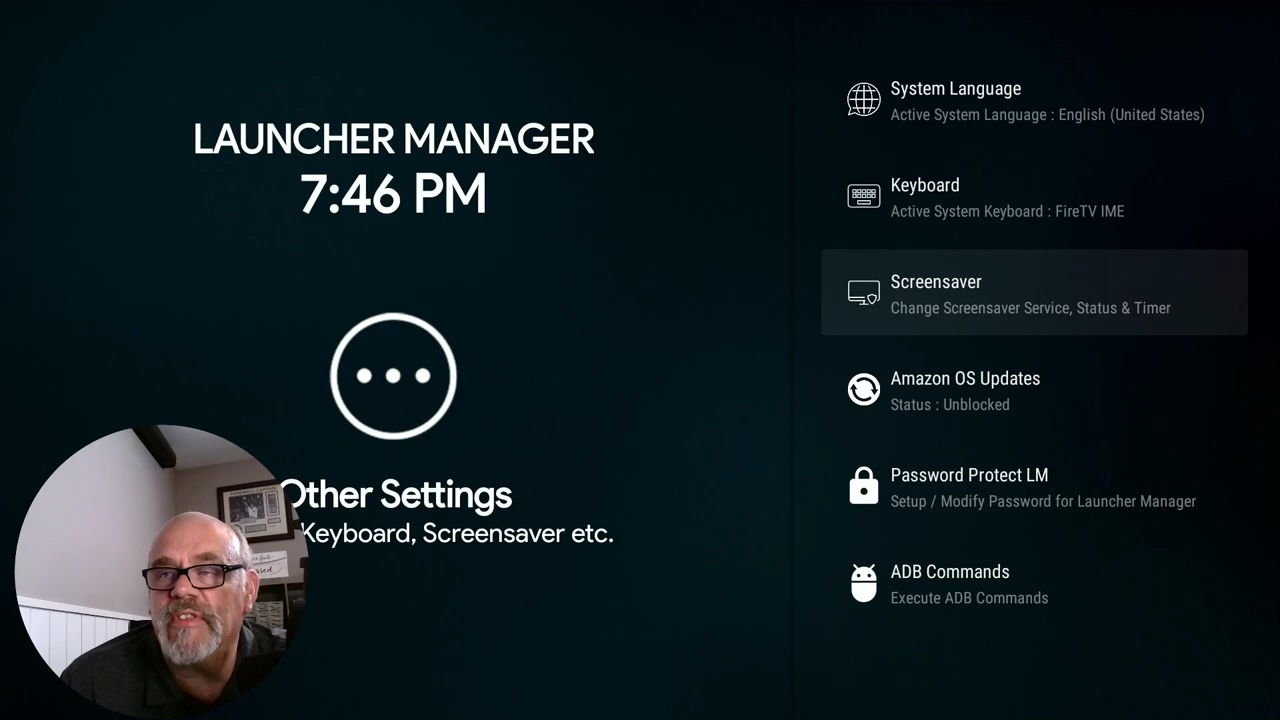 LAUNCHER MANAGER
7:46 PM
Other Settings
Keyboard, Screensaver etc.
System Language
Active System Language : English (United States)
Keyboard
Active System Keyboard : FireTV IME
Screensaver
Change Screensaver Service, Status & Timer
Amazon OS Updates
Status : Unblocked
Password Protect LM
Setup / Modify Password for Launcher Manager
ADB Commands
Execute ADB Commands